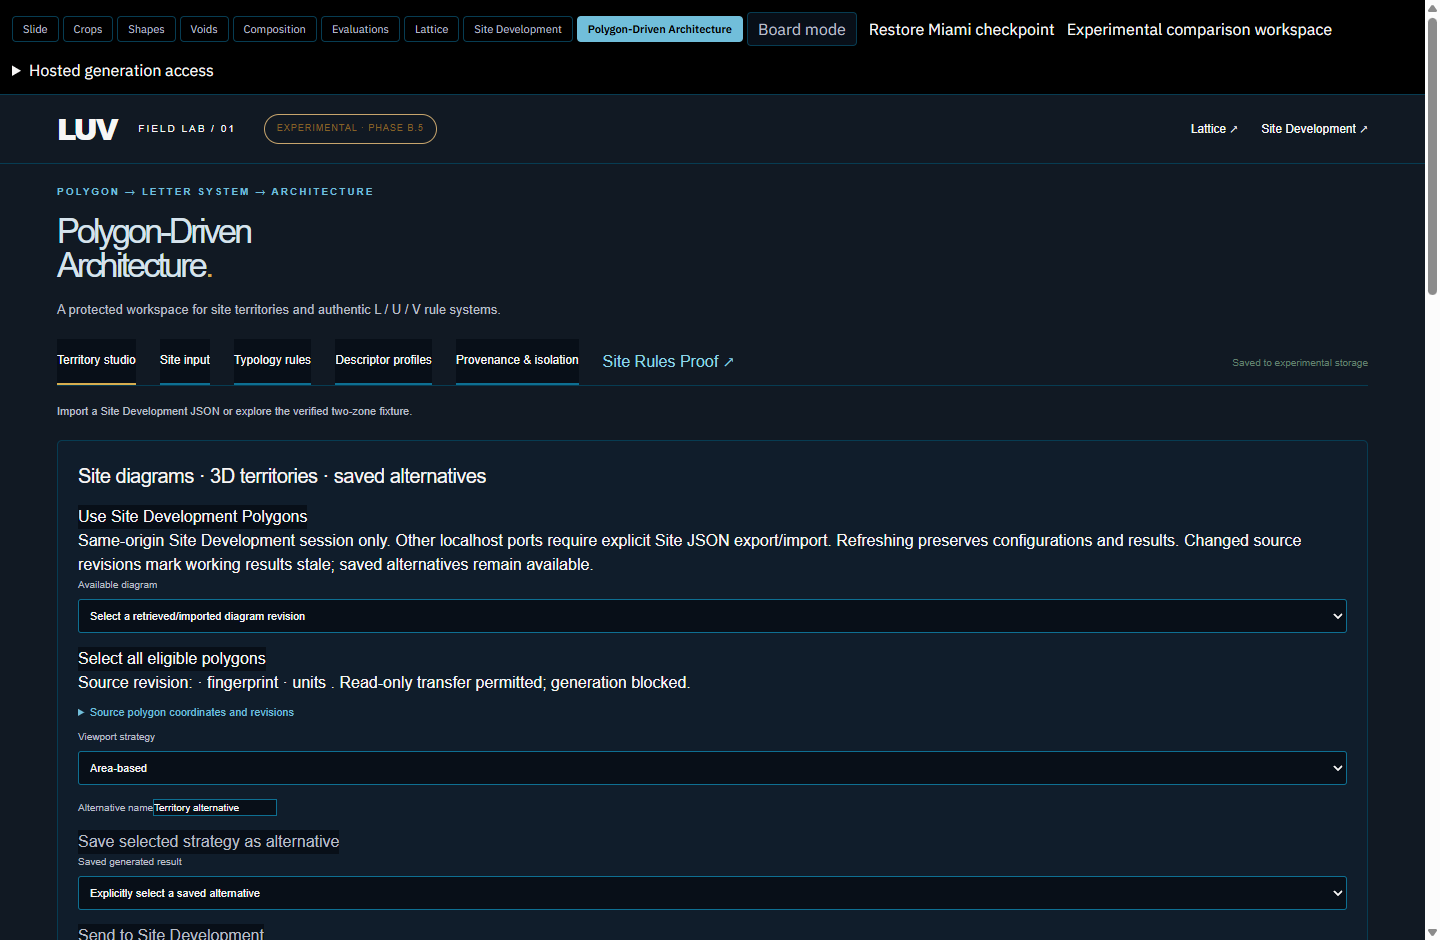 Slide
Crops
Shapes
Voids
Composition
Evaluations
Lattice
Site Development
Polygon-Driven Architecture
Board mode
Restore Miami checkpoint
Experimental comparison workspace
▶ Hosted generation access
LUV
FIELD LAB / 01
EXPERIMENTAL · PHASE B.5
Lattice ↗
Site Development ↗
POLYGON → LETTER SYSTEM → ARCHITECTURE
Polygon-Driven
Architecture.
A protected workspace for site territories and authentic L / U / V rule systems.
Territory studio
Site input
Typology rules
Descriptor profiles
Provenance & isolation
Site Rules Proof ↗
Saved to experimental storage
Import a Site Development JSON or explore the verified two-zone fixture.
Site diagrams · 3D territories · saved alternatives
Use Site Development Polygons
Same-origin Site Development session only. Other localhost ports require explicit Site JSON export/import. Refreshing preserves configurations and results. Changed source
revisions mark working results stale; saved alternatives remain available.
Available diagram
Select a retrieved/imported diagram revision
Select all eligible polygons
Source revision: · fingerprint · units . Read-only transfer permitted; generation blocked.
▶ Source polygon coordinates and revisions
Viewport strategy
Area-based
Alternative name Territory alternative
Save selected strategy as alternative
Saved generated result
Explicitly select a saved alternative
Send to Site Development